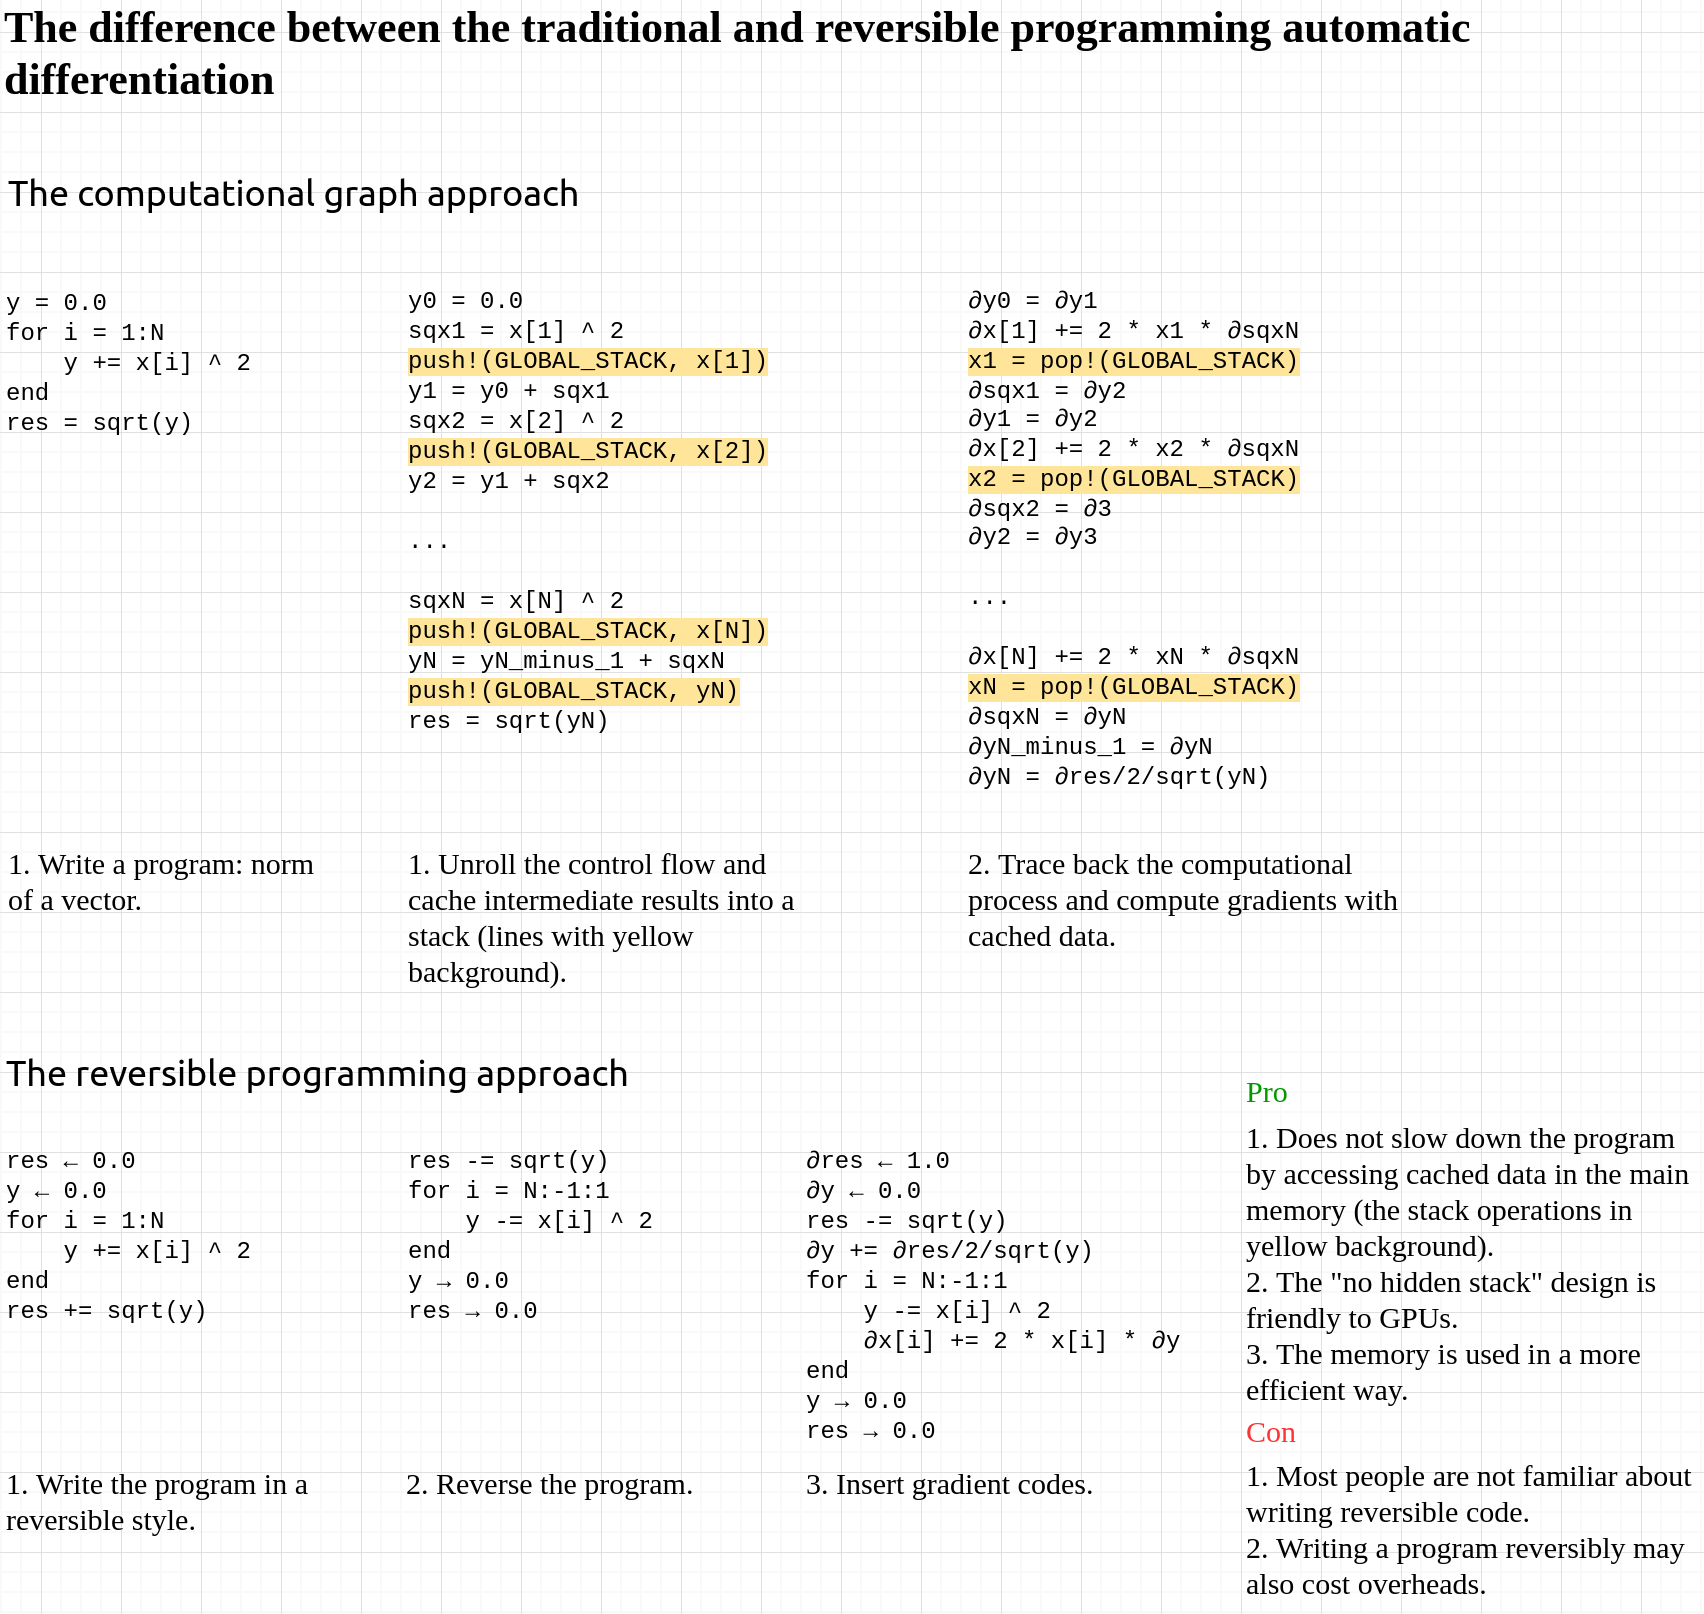 The difference between the traditional and reversible programming automatic
differentiation
The computational graph approach
y = 0.0
for i = 1:N
    y += x[i] ^ 2
end
res = sqrt(y)
y0 = 0.0
sqx1 = x[1] ^ 2
push!(GLOBAL_STACK, x[1])
y1 = y0 + sqx1
sqx2 = x[2] ^ 2
push!(GLOBAL_STACK, x[2])
y2 = y1 + sqx2
...
sqxN = x[N] ^ 2
push!(GLOBAL_STACK, x[N])
yN = yN_minus_1 + sqxN
push!(GLOBAL_STACK, yN)
res = sqrt(yN)
∂y0 = ∂y1
∂x[1] += 2 * x1 * ∂sqxN
x1 = pop!(GLOBAL_STACK)
∂sqx1 = ∂y2
∂y1 = ∂y2
∂x[2] += 2 * x2 * ∂sqxN
x2 = pop!(GLOBAL_STACK)
∂sqx2 = ∂3
∂y2 = ∂y3
...
∂x[N] += 2 * xN * ∂sqxN
xN = pop!(GLOBAL_STACK)
∂sqxN = ∂yN
∂yN_minus_1 = ∂yN
∂yN = ∂res/2/sqrt(yN)
1. Write a program: norm
of a vector.
1. Unroll the control flow and
cache intermediate results into a
stack (lines with yellow
background).
2. Trace back the computational
process and compute gradients with
cached data.
The reversible programming approach
res ← 0.0
y ← 0.0
for i = 1:N
    y += x[i] ^ 2
end
res += sqrt(y)
res -= sqrt(y)
for i = N:-1:1
    y -= x[i] ^ 2
end
y → 0.0
res → 0.0
∂res ← 1.0
∂y ← 0.0
res -= sqrt(y)
∂y += ∂res/2/sqrt(y)
for i = N:-1:1
    y -= x[i] ^ 2
    ∂x[i] += 2 * x[i] * ∂y
end
y → 0.0
res → 0.0
1. Write the program in a
reversible style.
2. Reverse the program.
3. Insert gradient codes.
Pro
1. Does not slow down the program
by accessing cached data in the main
memory (the stack operations in
yellow background).
2. The "no hidden stack" design is
friendly to GPUs.
3. The memory is used in a more
efficient way.
Con
1. Most people are not familiar about
writing reversible code.
2. Writing a program reversibly may
also cost overheads.